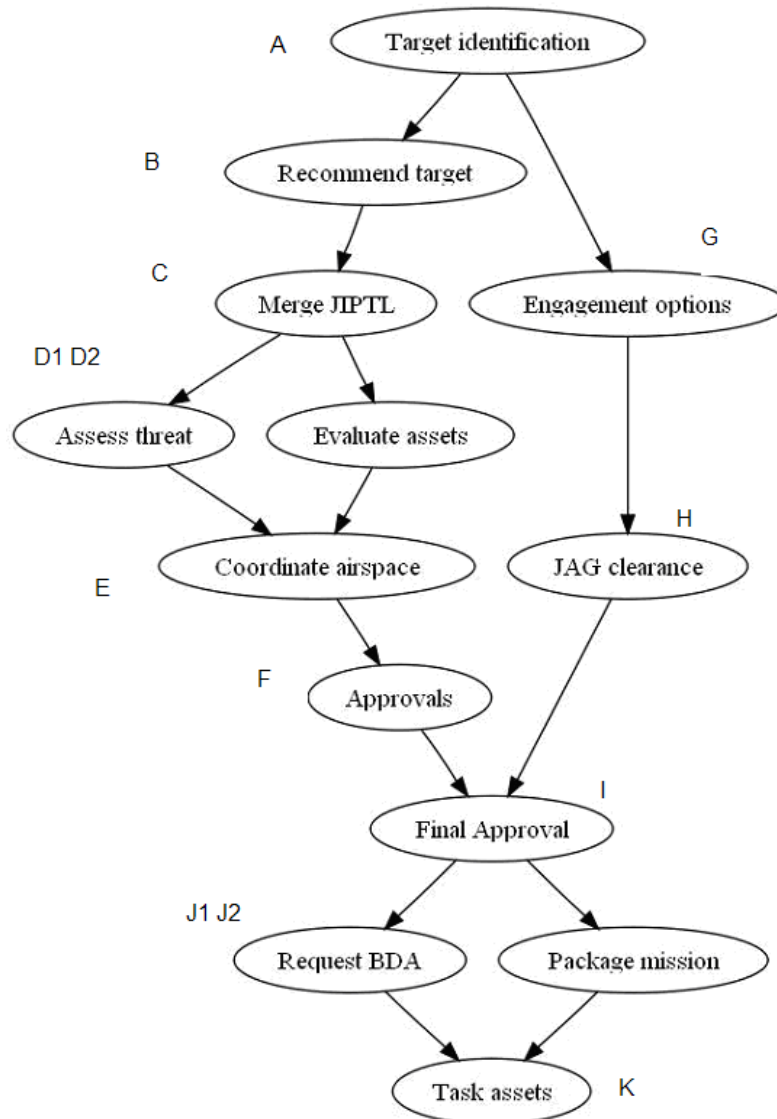 A
Target identification
B
Recommend target
G
C
Merge JIPTL
Engagement options
D1 D2
Assess threat
Evaluate assets
H
Coordinate airspace
JAG clearance
E
F
Approvals
I
Final Approval
J1 J2
Request BDA
Package mission
Task assets
K